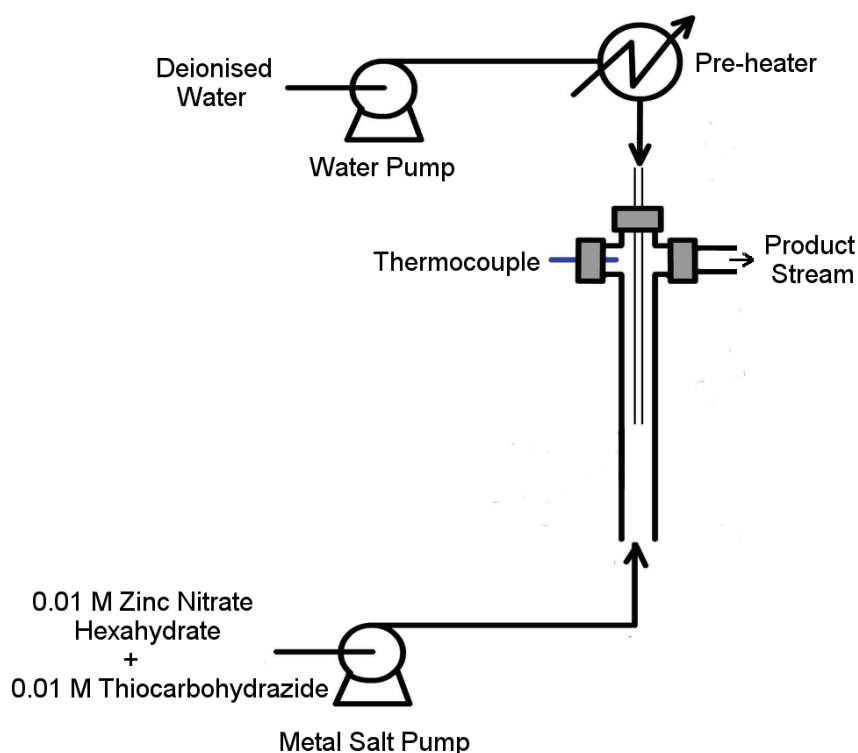 Deionised
Water
Pre-heater
Water Pump
Thermocouple
Product
Stream
0.01 M Zinc Nitrate
Hexahydrate
+
0.01 M Thiocarbohydrazide
Metal Salt Pump